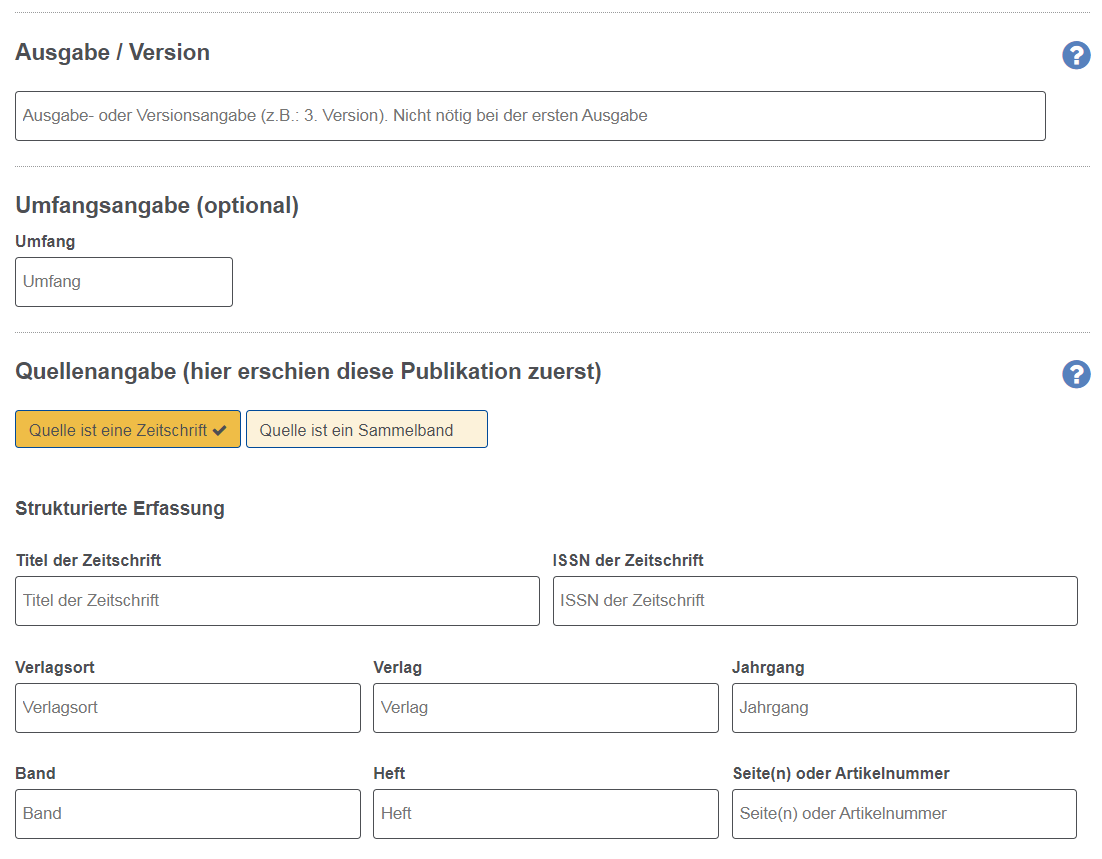 Ausgabe / Version
?
Ausgabe- oder Versionsangabe (z.B.: 3. Version). Nicht nötig bei der ersten Ausgabe
Umfangsangabe (optional)
Umfang
Umfang
Quellenangabe (hier erschien diese Publikation zuerst)
?
Quelle ist eine Zeitschrift ✔ Quelle ist ein Sammelband
Strukturierte Erfassung
Titel der Zeitschrift ISSN der Zeitschrift
Titel der Zeitschrift ISSN der Zeitschrift
Verlagsort Verlag Jahrgang
Verlagsort Verlag Jahrgang
Band Heft Seite(n) oder Artikelnummer
Band Heft Seite(n) oder Artikelnummer